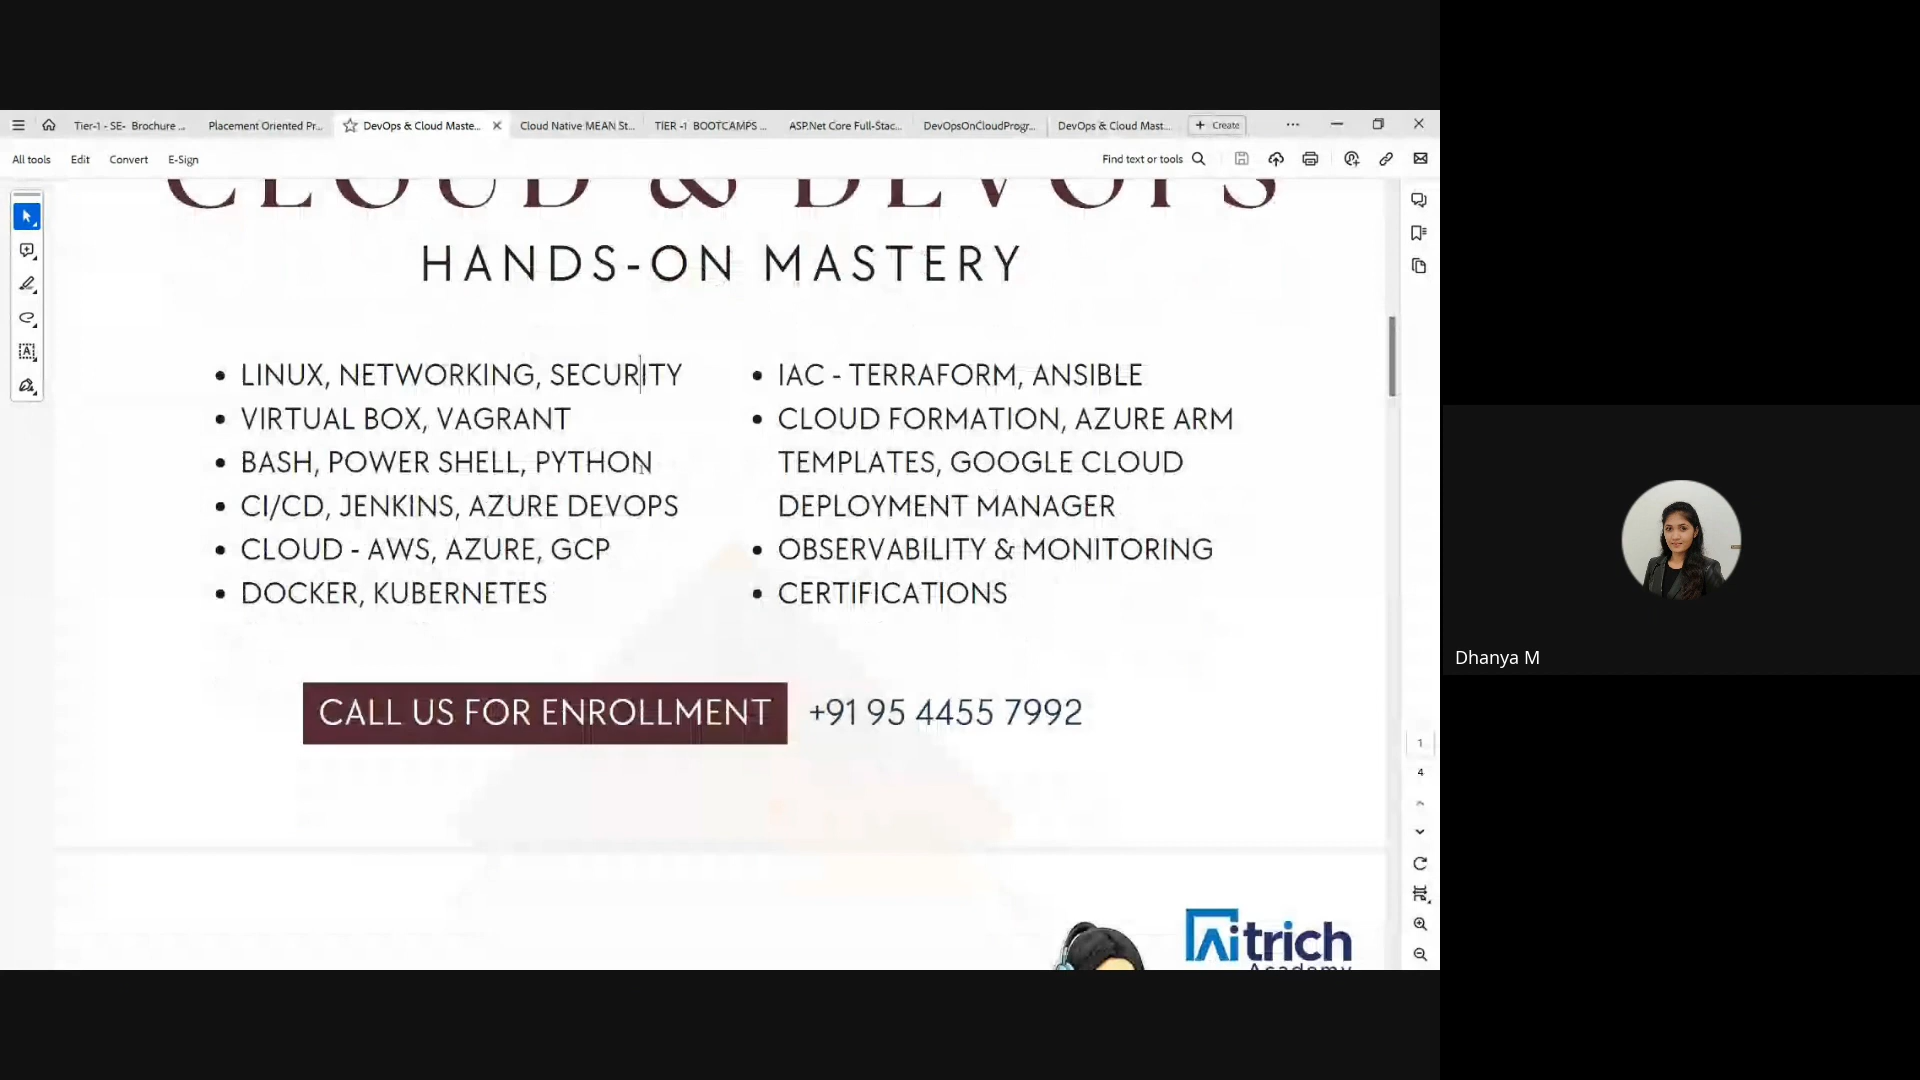 Tier-1 - SE- Brochure ...
Placement Oriented Pr...
DevOps & Cloud Maste...
Cloud Native MEAN St...
TIER -1 BOOTCAMPS ...
ASP.Net Core Full-Stac...
DevOpsOnCloudProgr...
DevOps & Cloud Mast...
+ Create
All tools
Edit
Convert
E-Sign
Find text or tools
CLOUD & DEVOPS
HANDS-ON MASTERY
• LINUX, NETWORKING, SECURITY
• VIRTUAL BOX, VAGRANT
• BASH, POWER SHELL, PYTHON
• CI/CD, JENKINS, AZURE DEVOPS
• CLOUD - AWS, AZURE, GCP
• DOCKER, KUBERNETES
• IAC - TERRAFORM, ANSIBLE
• CLOUD FORMATION, AZURE ARM
TEMPLATES, GOOGLE CLOUD
DEPLOYMENT MANAGER
• OBSERVABILITY & MONITORING
• CERTIFICATIONS
CALL US FOR ENROLLMENT
+91 95 4455 7992
1
4
Aitrich
Academy
Dhanya M